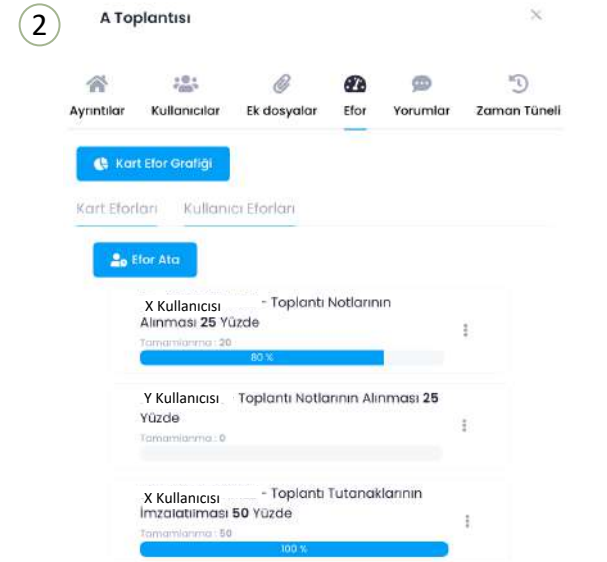 2
A Toplantısı
Ayrıntılar Kullanıcılar Ek dosyalar Efor Yorumlar Zaman Tüneli
Kart Efor Grafiği
Kart Eforları Kullanıcı Eforları
Efor Ata
X Kullanıcısı - Toplantı Notlarının
Alınması 25 Yüzde
Tamamlanma : 20
80 %
Y Kullanıcısı Toplantı Notlarının Alınması 25
Yüzde
Tamamlanma : 0
X Kullanıcısı - Toplantı Tutanaklarının
İmzalatılması 50 Yüzde
Tamamlanma : 50
100 %